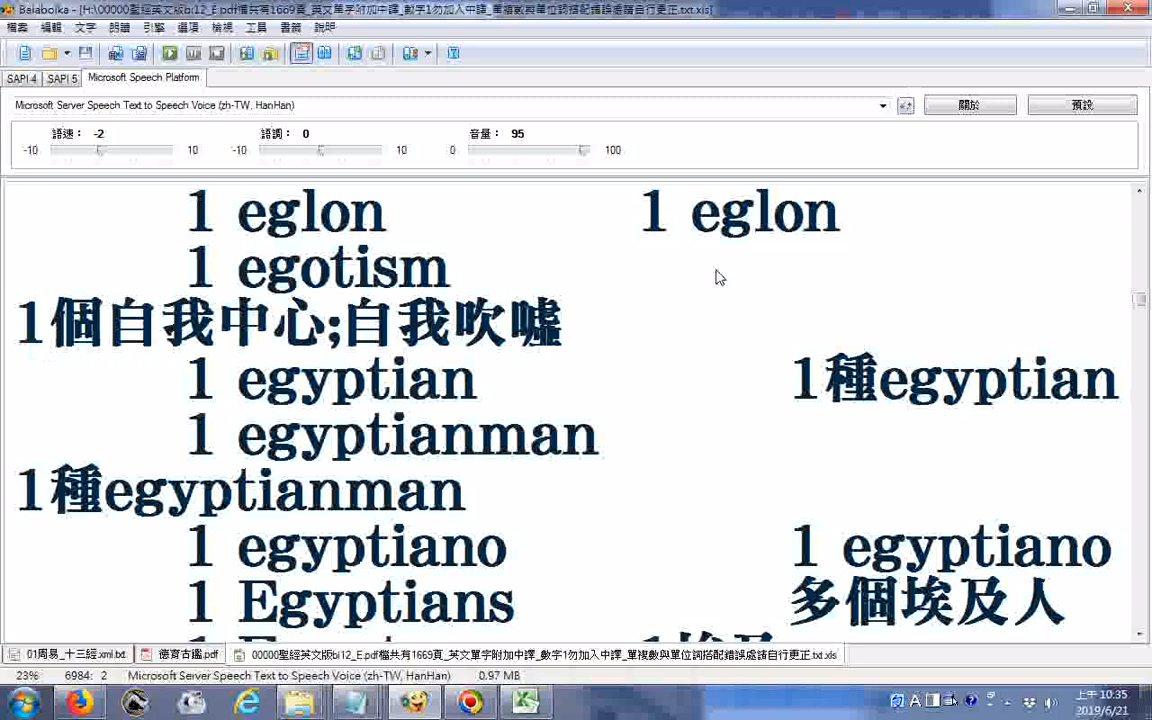 Balabolka - [H:\00000聖經英文版bi12_E.pdf檔共有1669頁_英文單字附加中譯_數字1勿加入中譯_單複數與單位詞搭配錯誤處請自行更正.txt.xls]
檔案 編輯 文字 朗讀 引擎 選項 檢視 工具 書籤 說明
SAPI 4 SAPI 5 Microsoft Speech Platform
Microsoft Server Speech Text to Speech Voice (zh-TW, HanHan) 關於 預設
語速： -2 語調： 0 音量： 95
-10 10 -10 10 0 100
1 eglon 1 eglon
1 egotism
1個自我中心;自我吹噓
1 egyptian 1種egyptian
1 egyptianman
1種egyptianman
1 egyptiano 1 egyptiano
1 Egyptians 多個埃及人
01周易_十三經.xml.txt 德育古鑑.pdf 00000聖經英文版bi12_E.pdf檔共有1669頁_英文單字附加中譯_數字1勿加入中譯_單複數與單位詞搭配錯誤處請自行更正.txt.xls
23% 6984: 2 Microsoft Server Speech Text to Speech Voice (zh-TW, HanHan) 0.97 MB
上午 10:35
2019/6/21